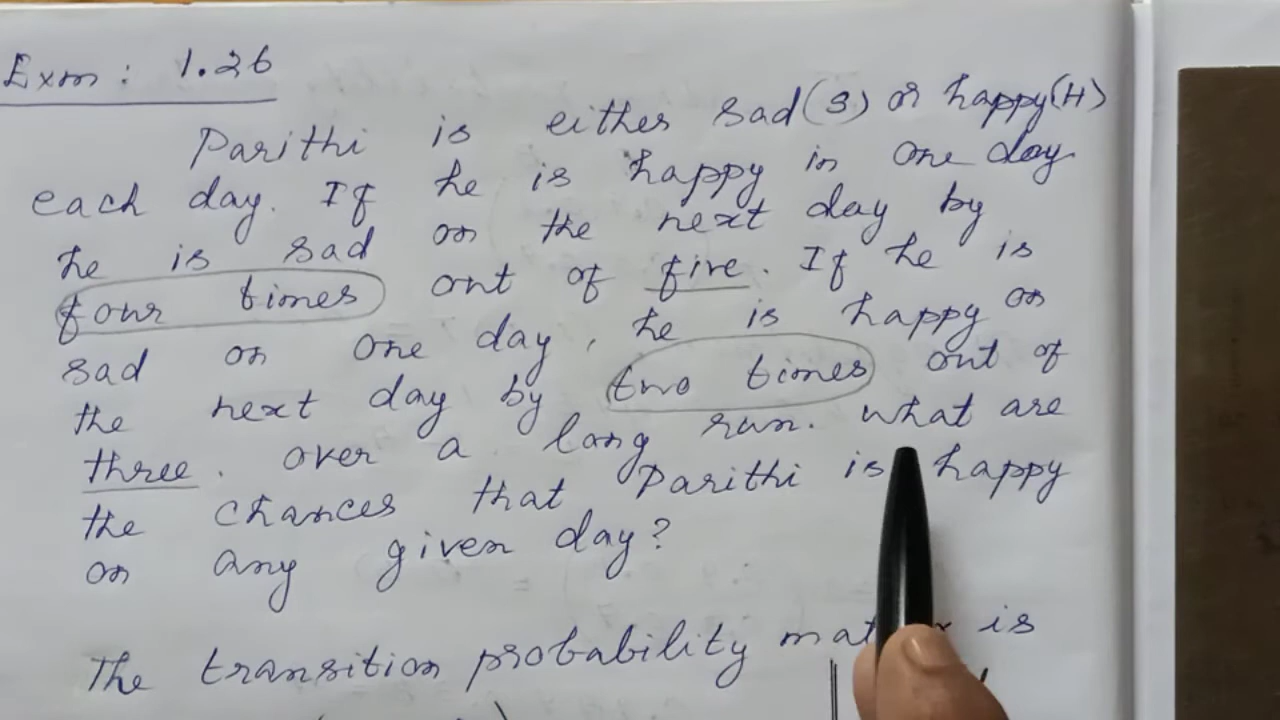 Exm : 1.26
Parithi is either sad(S) or happy(H)
each day. If he is happy in one day
he is sad on the next day by
four times out of five. If he is
sad on one day, he is happy on
the next day by two times out of
three. over a long run. what are
the chances that Parithi is happy
on any given day?
The transition probability is